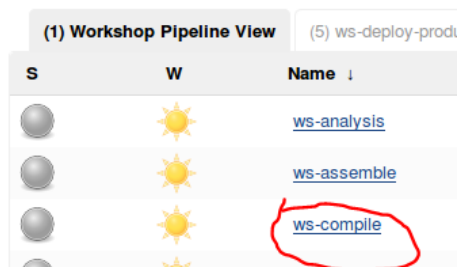 (1) Workshop Pipeline View (5) ws-deploy-produ
S W Name ↓
ws-analysis
ws-assemble
ws-compile